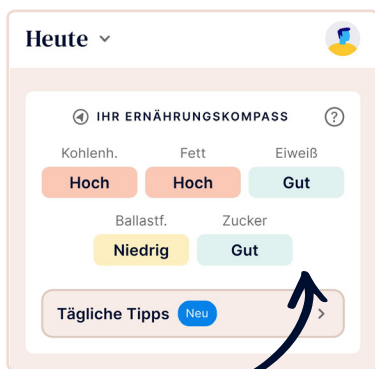 Heute
IHR ERNÄHRUNGSKOMPASS ?
Kohlenh. Fett Eiweiß
Hoch Hoch Gut
Ballastf. Zucker
Niedrig Gut
Tägliche Tipps Neu